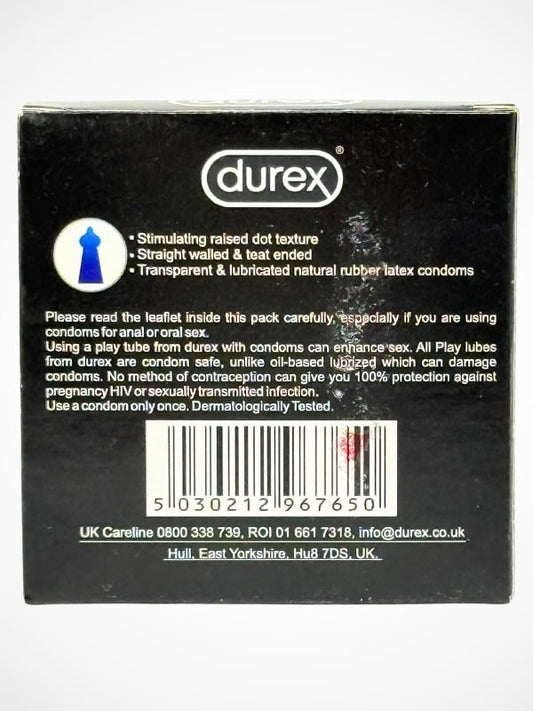 durex
durex®
• Stimulating raised dot texture
• Straight walled & teat ended
• Transparent & lubricated natural rubber latex condoms
Please read the leaflet inside this pack carefully, especially if you are using
condoms for anal or oral sex.
Using a play tube from durex with condoms can enhance sex. All Play lubes
from durex are condom safe, unlike oil-based lubrized which can damage
condoms. No method of contraception can give you 100% protection against
pregnancy HIV or sexually transmitted infection.
Use a condom only once. Dermatologically Tested.
5 030212 967650
UK Careline 0800 338 739, ROI 01 661 7318, info@durex.co.uk
Hull, East Yorkshire, Hu8 7DS, UK.